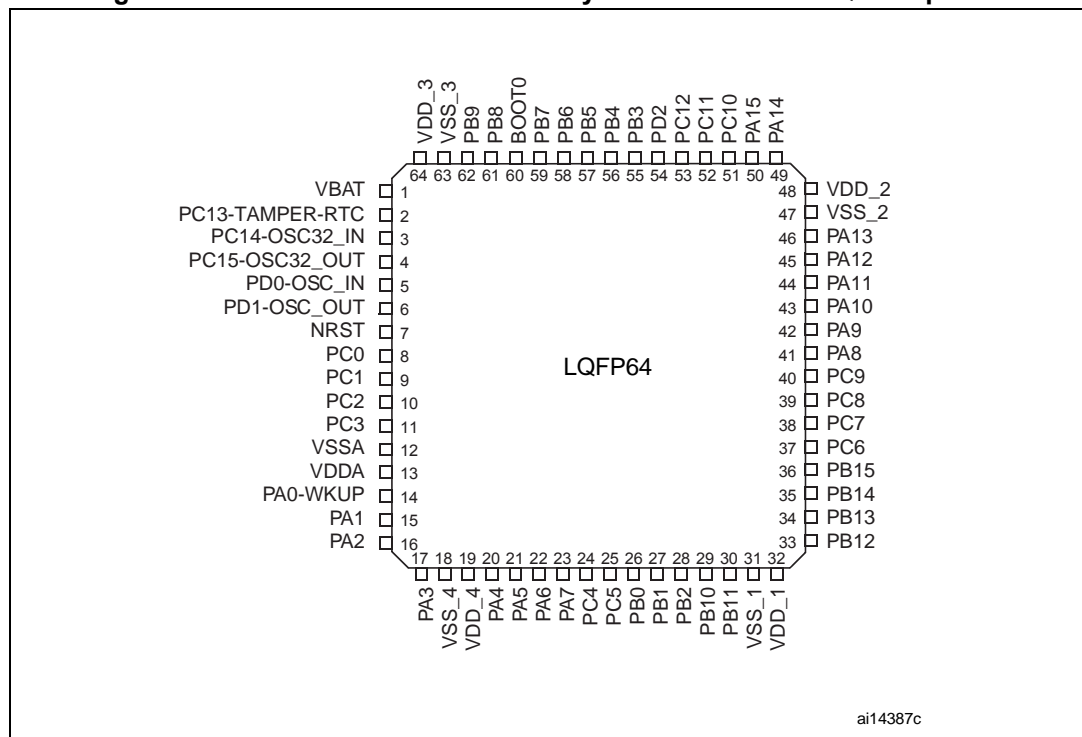 VDD_3
VSS_3
PB9
PB8
BOOT0
PB7
PB6
PB5
PB4
PB3
PD2
PC12
PC11
PC10
PA15
PA14
64 63 62 61 60 59 58 57 56 55 54 53 52 51 50 49
VBAT 1
PC13-TAMPER-RTC 2
PC14-OSC32_IN 3
PC15-OSC32_OUT 4
PD0-OSC_IN 5
PD1-OSC_OUT 6
NRST 7
PC0 8
PC1 9
PC2 10
PC3 11
VSSA 12
VDDA 13
PA0-WKUP 14
PA1 15
PA2 16
LQFP64
48 VDD_2
47 VSS_2
46 PA13
45 PA12
44 PA11
43 PA10
42 PA9
41 PA8
40 PC9
39 PC8
38 PC7
37 PC6
36 PB15
35 PB14
34 PB13
33 PB12
17 18 19 20 21 22 23 24 25 26 27 28 29 30 31 32
PA3
VSS_4
VDD_4
PA4
PA5
PA6
PA7
PC4
PC5
PB0
PB1
PB2
PB10
PB11
VSS_1
VDD_1
ai14387c